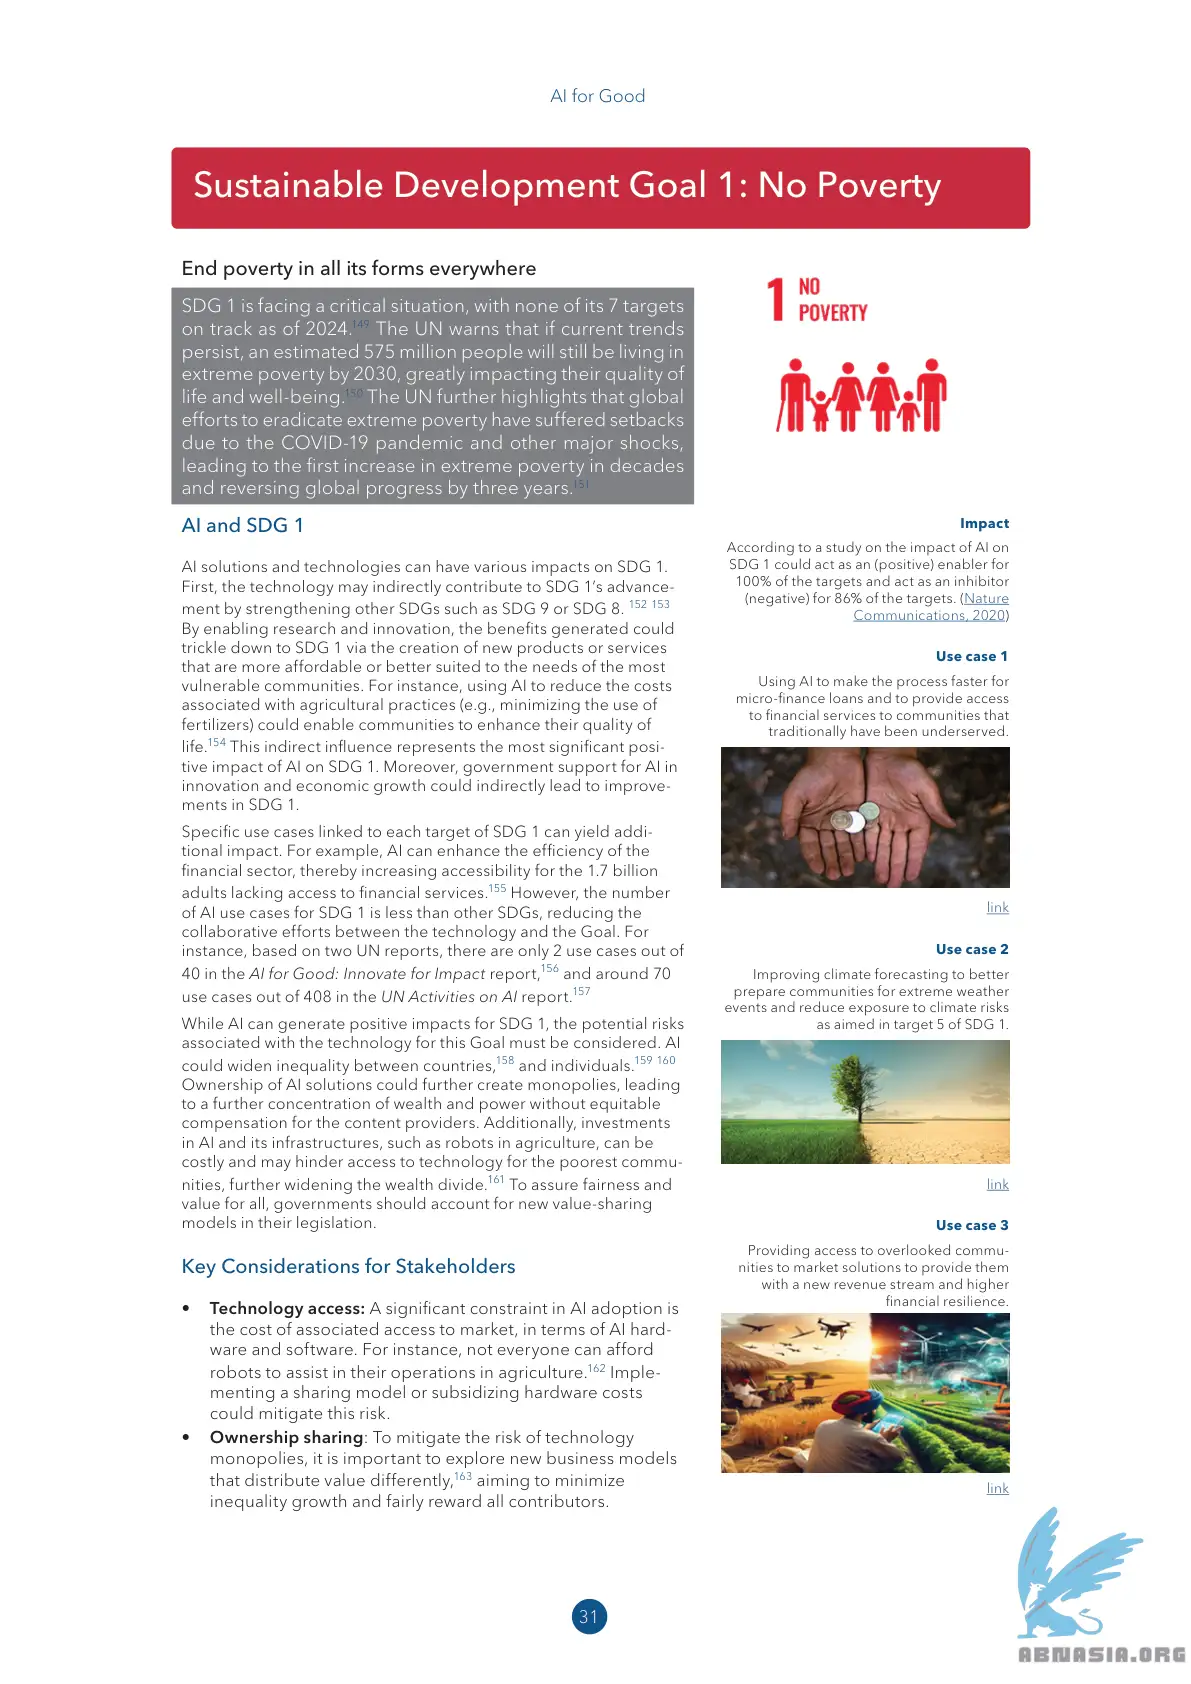 AI for Good
Sustainable Development Goal 1: No Poverty
End poverty in all its forms everywhere
SDG 1 is facing a critical situation, with none of its 7 targets
on track as of 2024.149 The UN warns that if current trends
persist, an estimated 575 million people will still be living in
extreme poverty by 2030, greatly impacting their quality of
life and well-being.150 The UN further highlights that global
efforts to eradicate extreme poverty have suffered setbacks
due to the COVID-19 pandemic and other major shocks,
leading to the first increase in extreme poverty in decades
and reversing global progress by three years.151
1 NO
POVERTY
AI and SDG 1
AI solutions and technologies can have various impacts on SDG 1.
First, the technology may indirectly contribute to SDG 1's advance-
ment by strengthening other SDGs such as SDG 9 or SDG 8. 152 153
By enabling research and innovation, the benefits generated could
trickle down to SDG 1 via the creation of new products or services
that are more affordable or better suited to the needs of the most
vulnerable communities. For instance, using AI to reduce the costs
associated with agricultural practices (e.g., minimizing the use of
fertilizers) could enable communities to enhance their quality of
life.154 This indirect influence represents the most significant posi-
tive impact of AI on SDG 1. Moreover, government support for AI in
innovation and economic growth could indirectly lead to improve-
ments in SDG 1.
Specific use cases linked to each target of SDG 1 can yield addi-
tional impact. For example, AI can enhance the efficiency of the
financial sector, thereby increasing accessibility for the 1.7 billion
adults lacking access to financial services.155 However, the number
of AI use cases for SDG 1 is less than other SDGs, reducing the
collaborative efforts between the technology and the Goal. For
instance, based on two UN reports, there are only 2 use cases out of
40 in the AI for Good: Innovate for Impact report,156 and around 70
use cases out of 408 in the UN Activities on AI report.157
While AI can generate positive impacts for SDG 1, the potential risks
associated with the technology for this Goal must be considered. AI
could widen inequality between countries,158 and individuals.159 160
Ownership of AI solutions could further create monopolies, leading
to a further concentration of wealth and power without equitable
compensation for the content providers. Additionally, investments
in AI and its infrastructures, such as robots in agriculture, can be
costly and may hinder access to technology for the poorest commu-
nities, further widening the wealth divide.161 To assure fairness and
value for all, governments should account for new value-sharing
models in their legislation.
Key Considerations for Stakeholders
• Technology access: A significant constraint in AI adoption is
the cost of associated access to market, in terms of AI hard-
ware and software. For instance, not everyone can afford
robots to assist in their operations in agriculture.162 Imple-
menting a sharing model or subsidizing hardware costs
could mitigate this risk.
• Ownership sharing: To mitigate the risk of technology
monopolies, it is important to explore new business models
that distribute value differently,163 aiming to minimize
inequality growth and fairly reward all contributors.
Impact
According to a study on the impact of AI on
SDG 1 could act as an (positive) enabler for
100% of the targets and act as an inhibitor
(negative) for 86% of the targets. (Nature
Communications, 2020)
Use case 1
Using AI to make the process faster for
micro-finance loans and to provide access
to financial services to communities that
traditionally have been underserved.
link
Use case 2
Improving climate forecasting to better
prepare communities for extreme weather
events and reduce exposure to climate risks
as aimed in target 5 of SDG 1.
link
Use case 3
Providing access to overlooked commu-
nities to market solutions to provide them
with a new revenue stream and higher
financial resilience.
link
31
ABNASIA.ORG